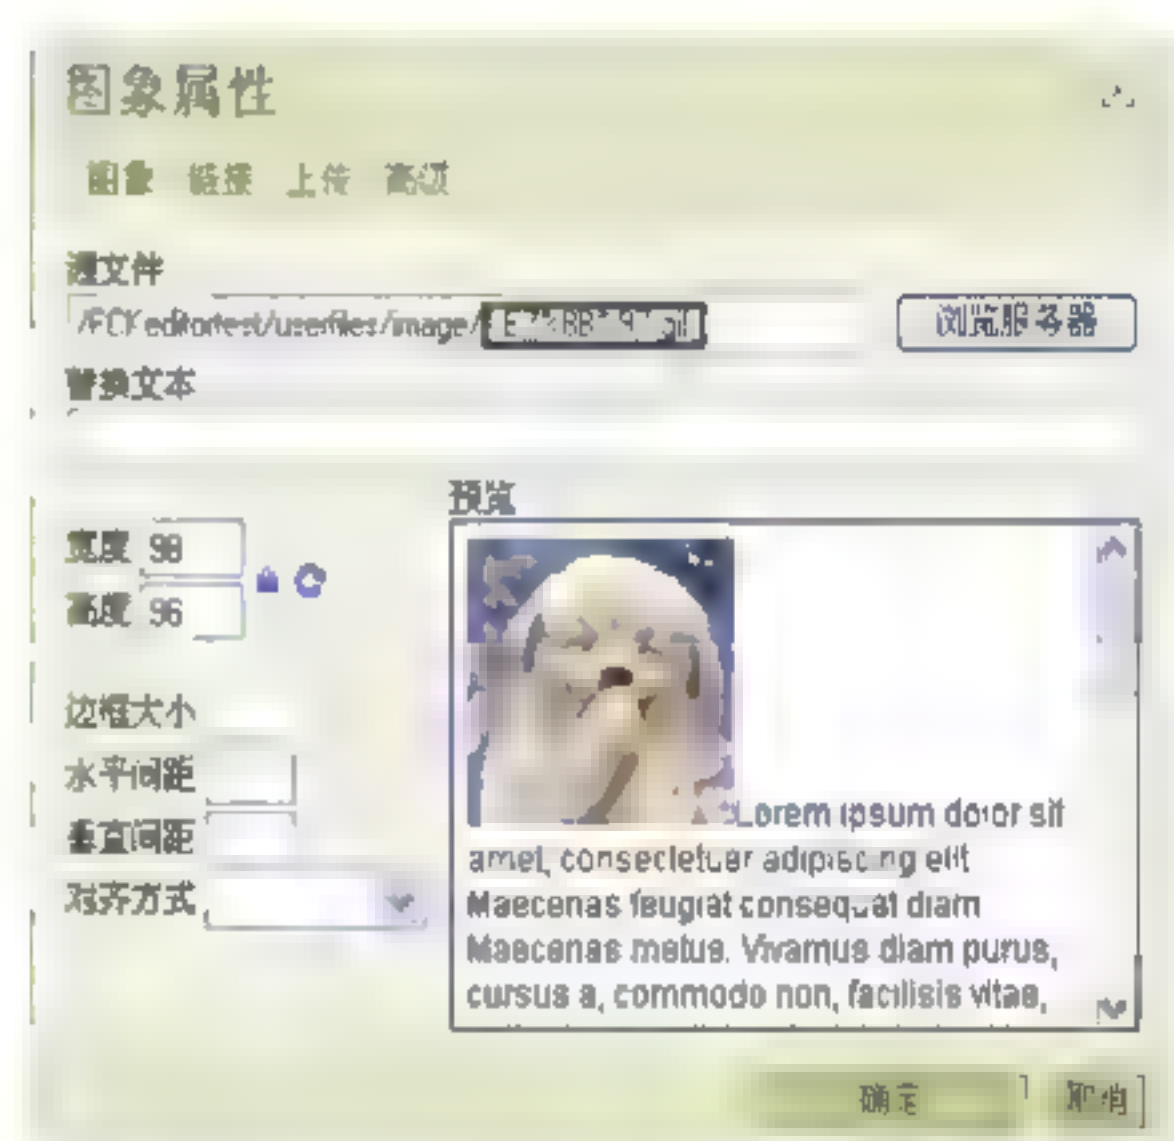 图象属性
图象 链接 上传 高级
源文件
/FCKeditortest/userfiles/image/
浏览服务器
替换文本
预览
宽度 98
高度 96
边框大小
水平间距
垂直间距
对齐方式
Lorem ipsum dolor sit
amet, consectetuer adipiscing elit
Maecenas feugiat consequat diam
Maecenas metus. Vivamus diam purus,
cursus a, commodo non, facilisis vitae,
确定 取消